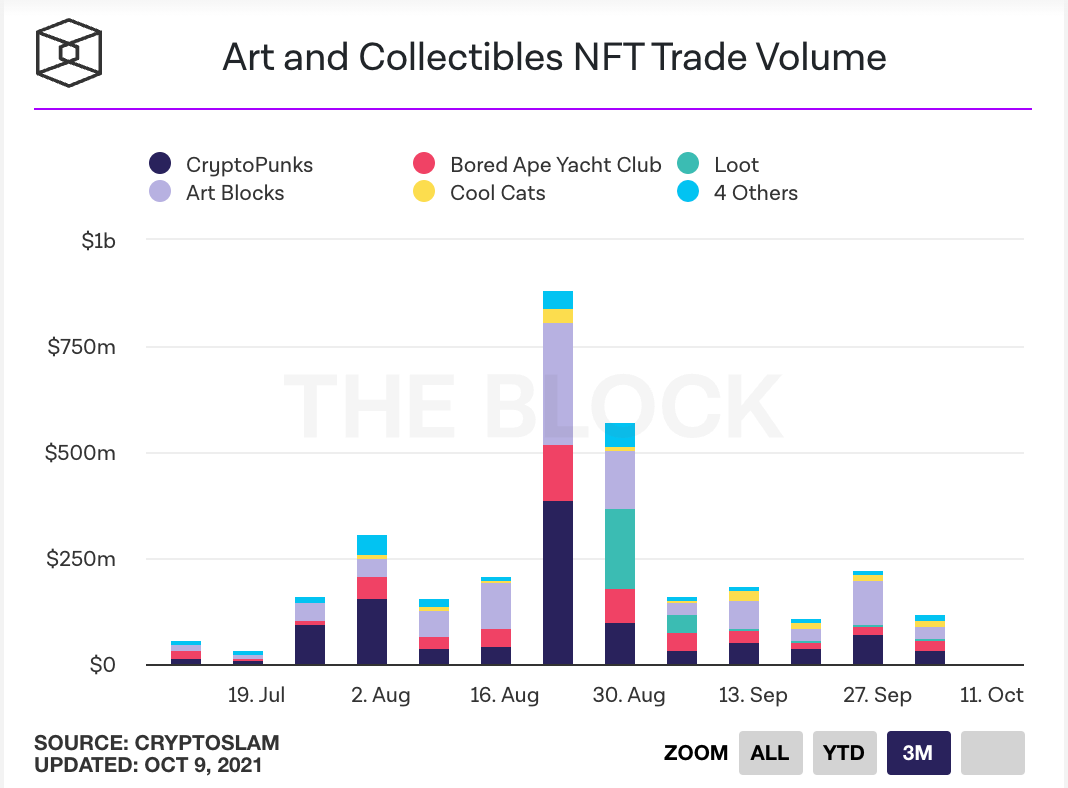 Art and Collectibles NFT Trade Volume
CryptoPunks
Bored Ape Yacht Club
Loot
Art Blocks
Cool Cats
4 Others
$1b
$750m
THE BLOCK
$500m
$250m
$0
19. Jul
2. Aug
16. Aug
30. Aug
13. Sep
27. Sep
11. Oct
SOURCE: CRYPTOSLAM
UPDATED: OCT 9, 2021
ZOOM
ALL
YTD
3M